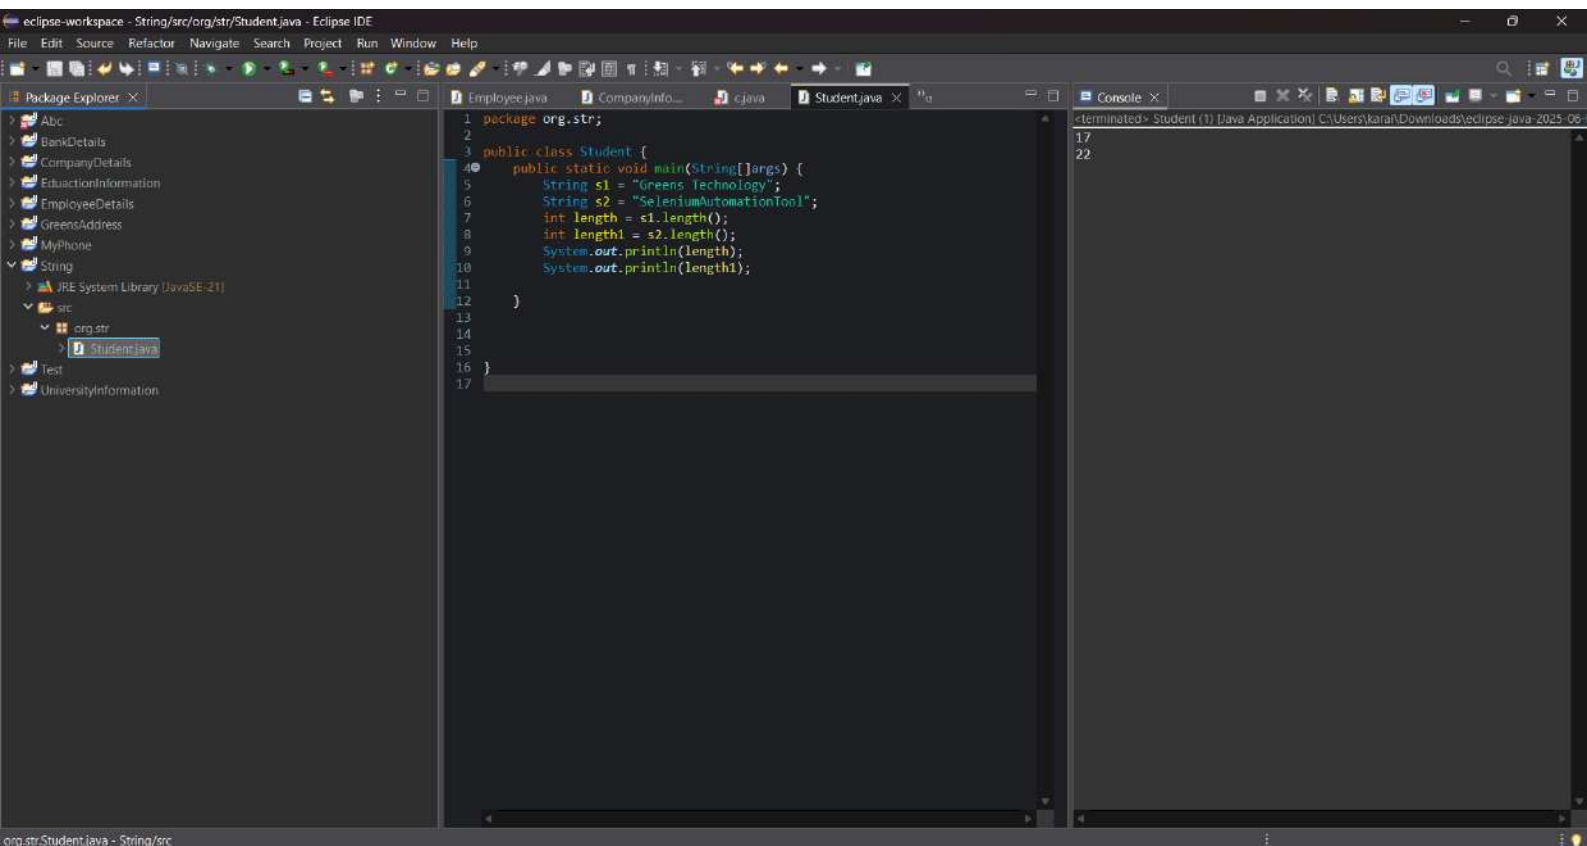 eclipse-workspace - String/src/org/str/Student.java - Eclipse IDE
File Edit Source Refactor Navigate Search Project Run Window Help
Package Explorer
Abc
BankDetails
CompanyDetails
EduactionInformation
EmployeeDetails
GreensAddress
MyPhone
String
JRE System Library [JavaSE-21]
src
org.str
Student.java
Test
UniversityInformation
Employee.java CompanyInfo... c.java Student.java
1 package org.str;
2
3 public class Student {
4 public static void main(String[]args) {
5 String s1 = "Greens Technology";
6 String s2 = "SeleniumAutomationTool";
7 int length = s1.length();
8 int length1 = s2.length();
9 System.out.println(length);
10 System.out.println(length1);
11
12 }
13
14
15
16 }
17
Console
<terminated> Student (1) [Java Application] C:\Users\karai\Downloads\eclipse-java-2025-06-
17
22
org.str.Student.java - String/src